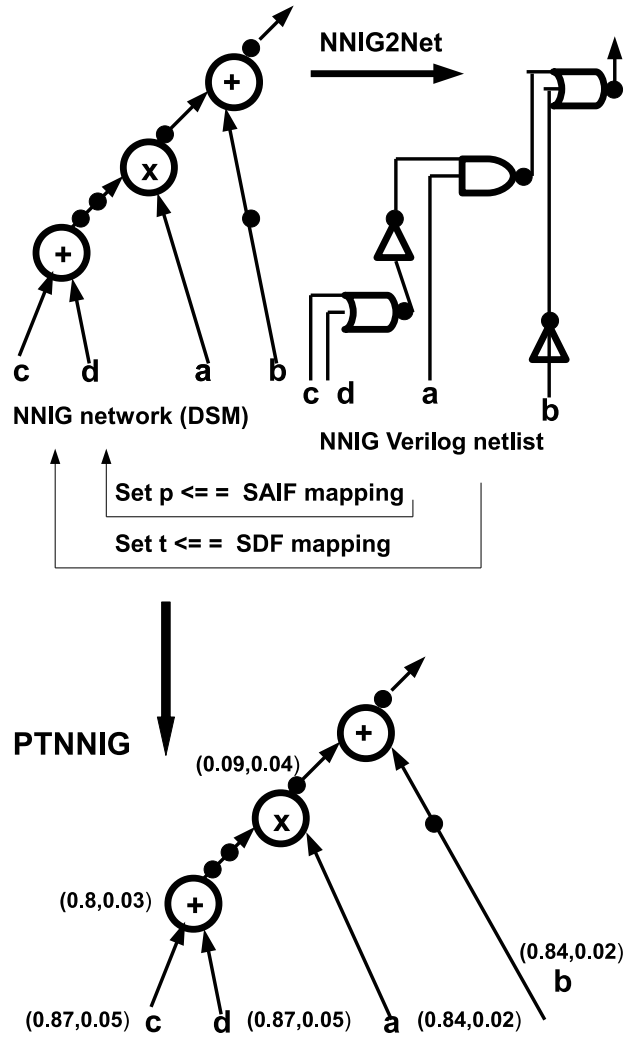 NNIG2Net
+
x
+
c d a b
c d a b
NNIG network (DSM)
NNIG Verilog netlist
Set p <= = SAIF mapping
Set t <= = SDF mapping
PTNNIG
+
(0.09,0.04)
x
(0.8,0.03)
+
(0.84,0.02)
b
(0.87,0.05) c d (0.87,0.05) a (0.84,0.02)